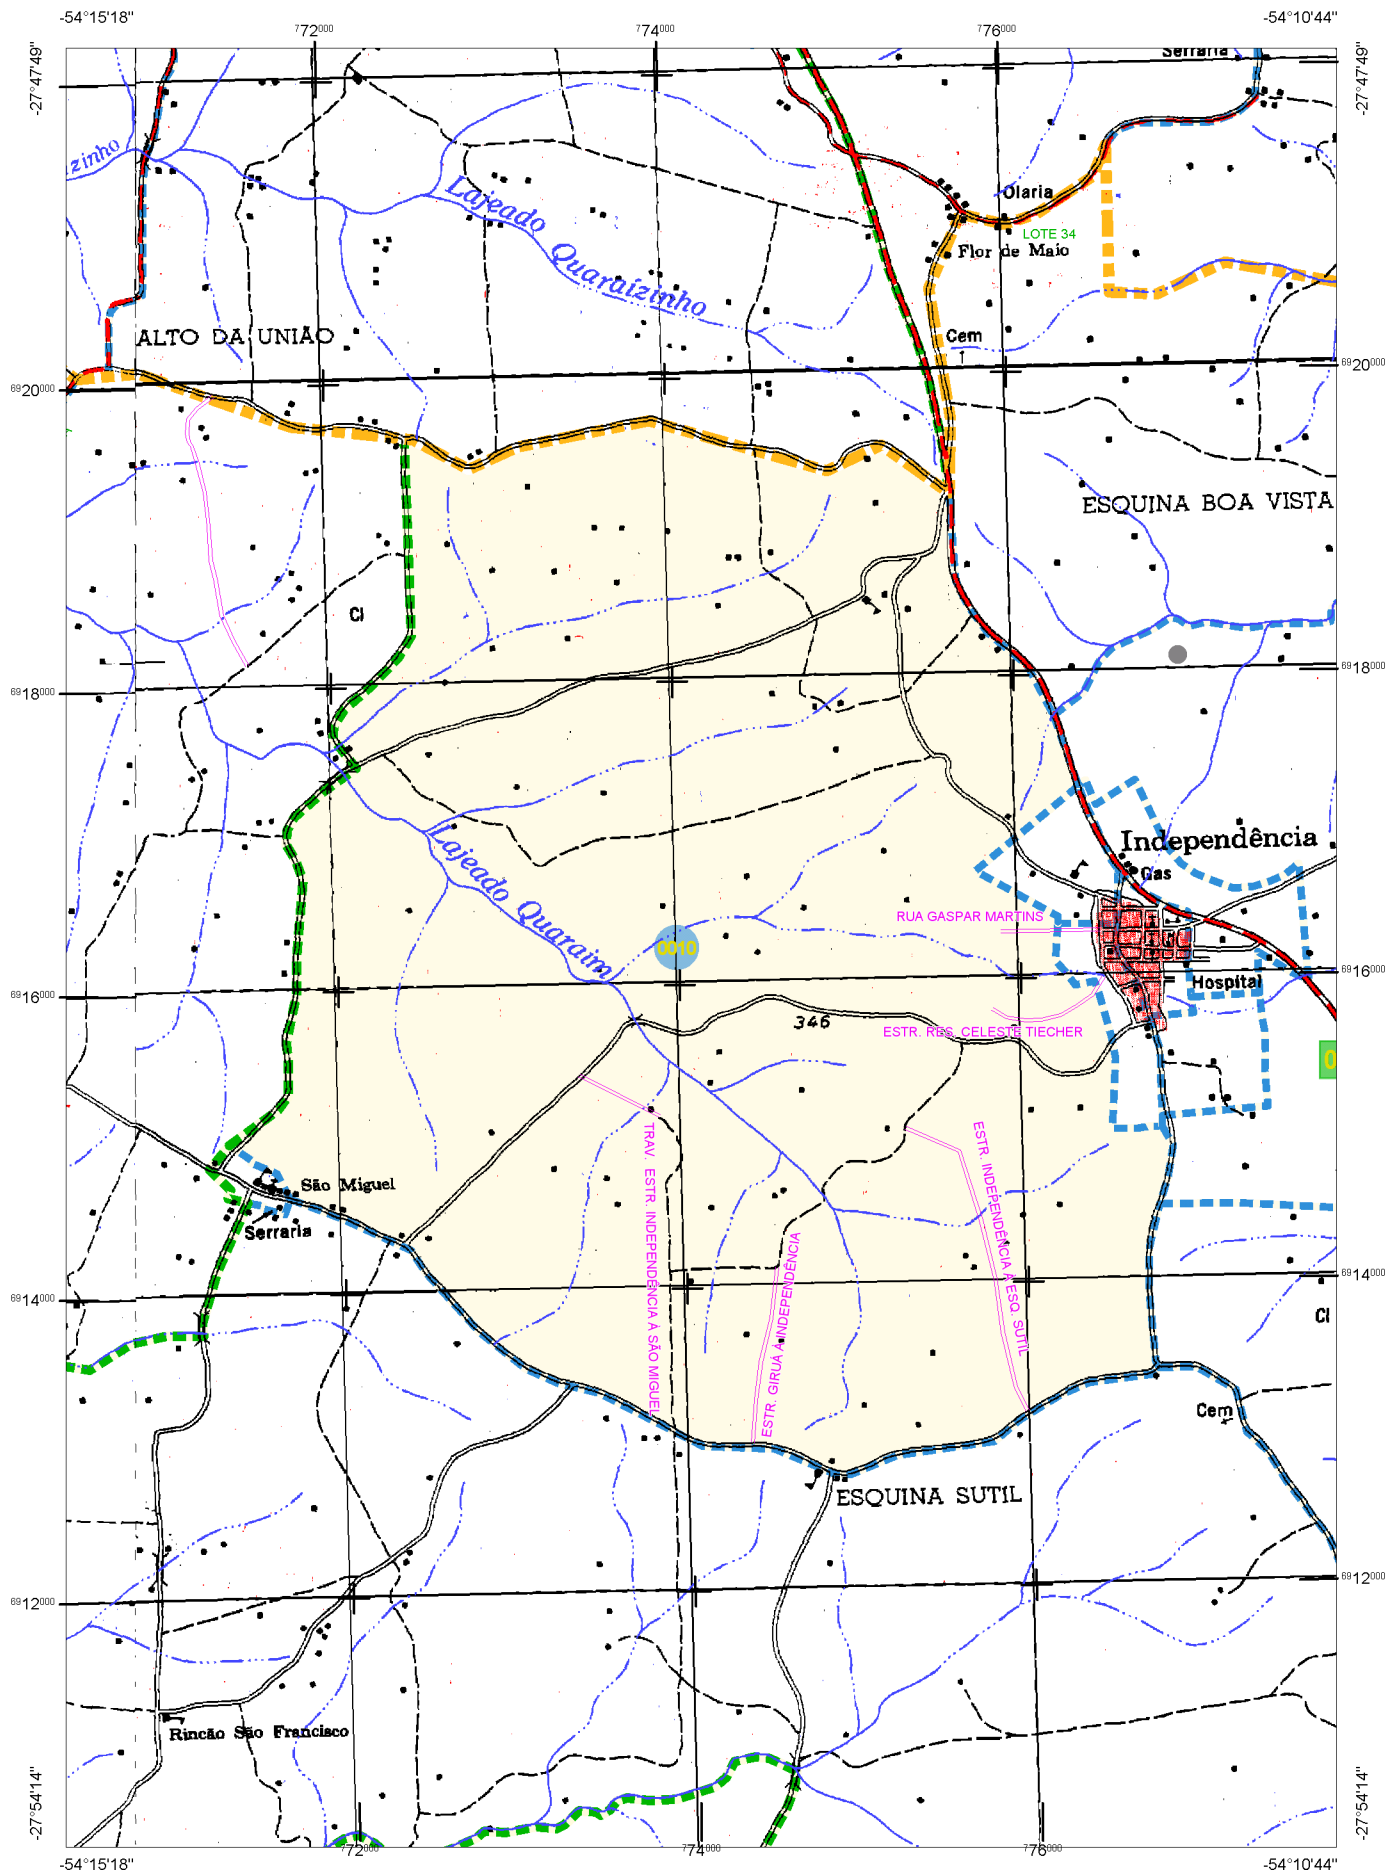 -54°15'18"
-54°10'44"
772000
774000
776000
-27°47'49"
-27°47'49"
Serraria
zinho
Lajeado Quaraizinho
Olaria
LOTE 34
Flor de Maio
ALTO DA UNIÃO
Cem
6920000
6920000
ESQUINA BOA VISTA
CI
6918000
6918000
Lajeado Quaraim
Independência
Gas
RUA GASPAR MARTINS
0010
6916000
6916000
Hospital
346
ESTR. RES. CELESTE TIECHER
0
TRAV. ESTR. INDEPENDÊNCIA À SÃO MIGUEL
ESTR. INDEPENDÊNCIA À ESQ. SUTIL
ESTR. GIRUÁ À INDEPENDÊNCIA
São Miguel
Serraria
6914000
6914000
CI
Cem
ESQUINA SUTIL
6912000
6912000
Rincão São Francisco
-27°54'14"
-27°54'14"
772000
774000
776000
-54°15'18"
-54°10'44"